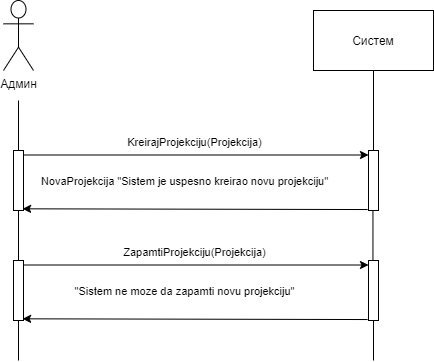 Админ
Систем
KreirajProjekciju(Projekcija)
NovaProjekcija "Sistem je uspesno kreirao novu projekciju"
ZapamtiProjekciju(Projekcija)
"Sistem ne moze da zapamti novu projekciju"